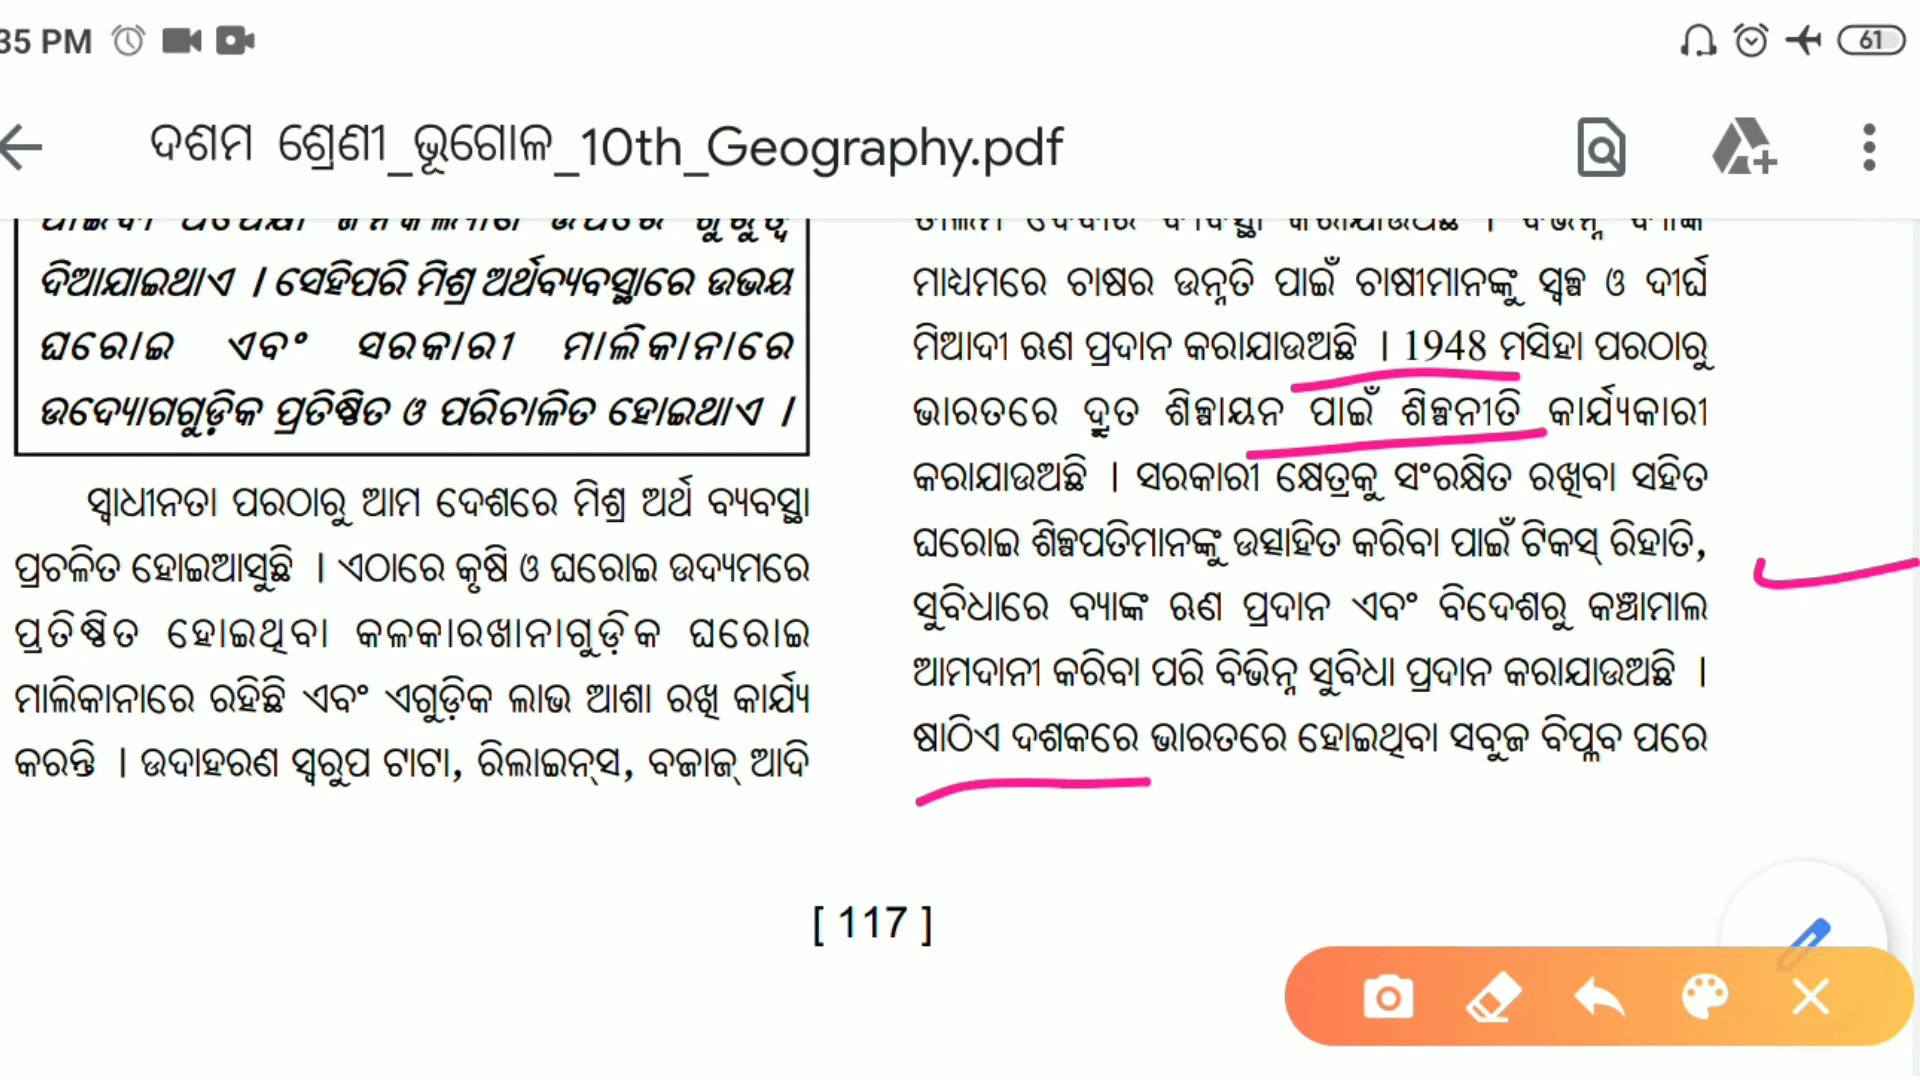 35 PM
61
ଦଶମ ଶ୍ରେଣୀ_ଭୂଗୋଳ_10th_Geography.pdf
ଦିଆଯାଇଥାଏ । ସେହିପରି ମିଶ୍ର ଅର୍ଥବ୍ୟବସ୍ଥାରେ ଉଭୟ
ଘରୋଇ ଏବଂ ସରକାରୀ ମାଲିକାନାରେ
ଉଦ୍ୟୋଗଗୁଡ଼ିକ ପ୍ରତିଷ୍ଠିତ ଓ ପରିଚାଳିତ ହୋଇଥାଏ ।
ସ୍ୱାଧୀନତା ପରଠାରୁ ଆମ ଦେଶରେ ମିଶ୍ର ଅର୍ଥ ବ୍ୟବସ୍ଥା
ପ୍ରଚଳିତ ହୋଇଆସୁଛି । ଏଠାରେ କୃଷି ଓ ଘରୋଇ ଉଦ୍ୟମରେ
ପ୍ରତିଷ୍ଠିତ ହୋଇଥିବା କଳକାରଖାନାଗୁଡ଼ିକ ଘରୋଇ
ମାଲିକାନାରେ ରହିଛି ଏବଂ ଏଗୁଡ଼ିକ ଲାଭ ଆଶା ରଖି କାର୍ଯ୍ୟ
କରନ୍ତି । ଉଦାହରଣ ସ୍ୱରୂପ ଟାଟା, ରିଲାଇନ୍‌ସ, ବଜାଜ୍ ଆଦି
ମାଧ୍ୟମରେ ଚାଷର ଉନ୍ନତି ପାଇଁ ଚାଷୀମାନଙ୍କୁ ସ୍ୱଳ୍ପ ଓ ଦୀର୍ଘ
ମିଆଦୀ ଋଣ ପ୍ରଦାନ କରାଯାଉଅଛି । 1948 ମସିହା ପରଠାରୁ
ଭାରତରେ ଦ୍ରୁତ ଶିଳ୍ପାୟନ ପାଇଁ ଶିଳ୍ପନୀତି କାର୍ଯ୍ୟକାରୀ
କରାଯାଉଅଛି । ସରକାରୀ କ୍ଷେତ୍ରକୁ ସଂରକ୍ଷିତ ରଖିବା ସହିତ
ଘରୋଇ ଶିଳ୍ପପତିମାନଙ୍କୁ ଉତ୍ସାହିତ କରିବା ପାଇଁ ଟିକସ୍ ରିହାତି,
ସୁବିଧାରେ ବ୍ୟାଙ୍କ ଋଣ ପ୍ରଦାନ ଏବଂ ବିଦେଶରୁ କଞ୍ଚାମାଲ
ଆମଦାନୀ କରିବା ପରି ବିଭିନ୍ନ ସୁବିଧା ପ୍ରଦାନ କରାଯାଉଅଛି ।
ଷାଠିଏ ଦଶକରେ ଭାରତରେ ହୋଇଥିବା ସବୁଜ ବିପ୍ଳବ ପରେ
[ 117 ]